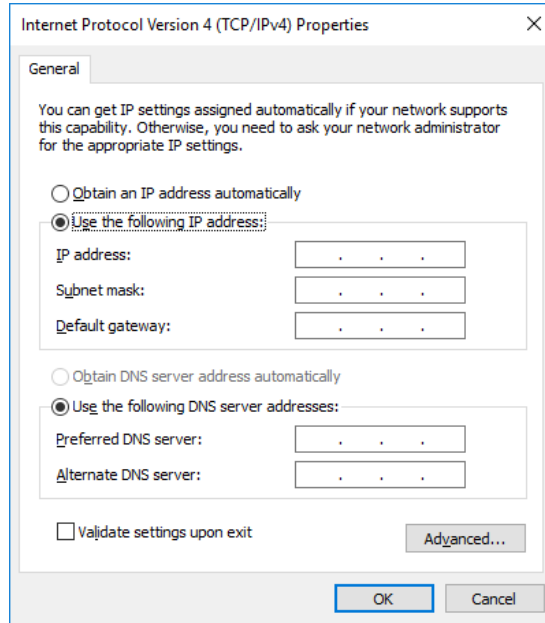 Internet Protocol Version 4 (TCP/IPv4) Properties
General
You can get IP settings assigned automatically if your network supports
this capability. Otherwise, you need to ask your network administrator
for the appropriate IP settings.
Obtain an IP address automatically
Use the following IP address:
IP address:
. . .
Subnet mask:
. . .
Default gateway:
. . .
Obtain DNS server address automatically
Use the following DNS server addresses:
Preferred DNS server:
. . .
Alternate DNS server:
. . .
Validate settings upon exit
Advanced...
OK
Cancel